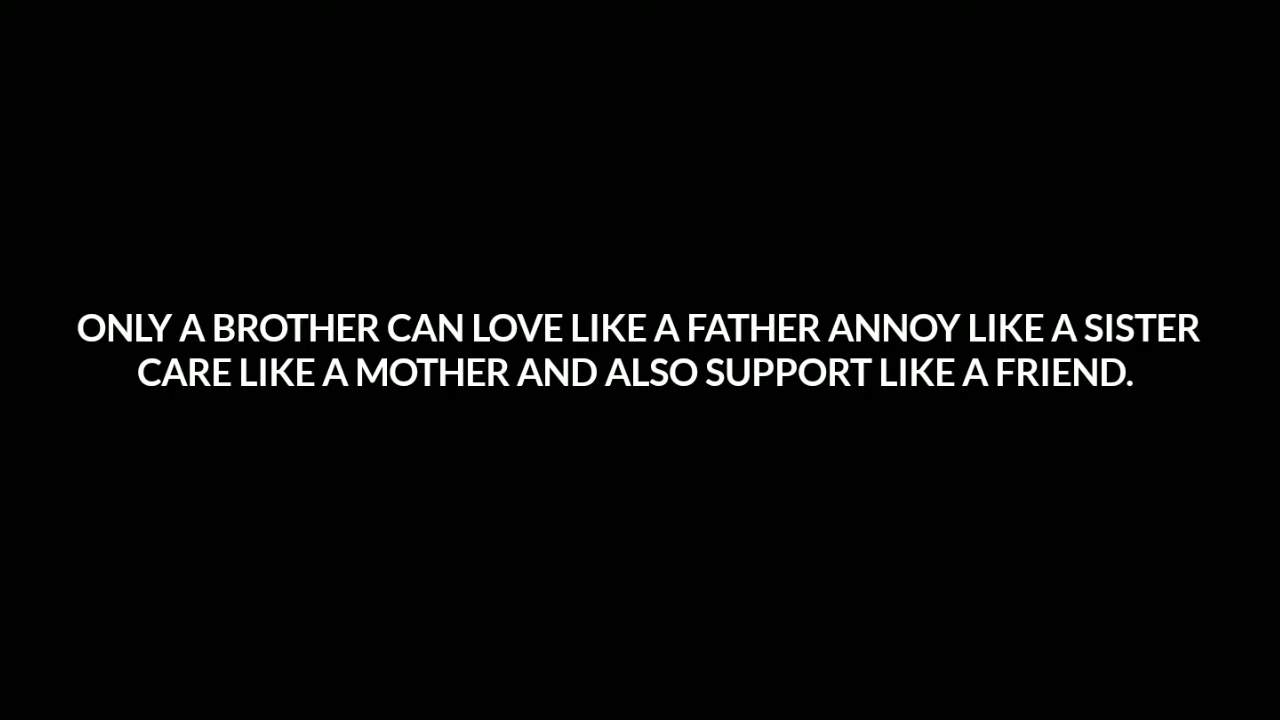 ONLY A BROTHER CAN LOVE LIKE A FATHER ANNOY LIKE A SISTER
CARE LIKE A MOTHER AND ALSO SUPPORT LIKE A FRIEND.